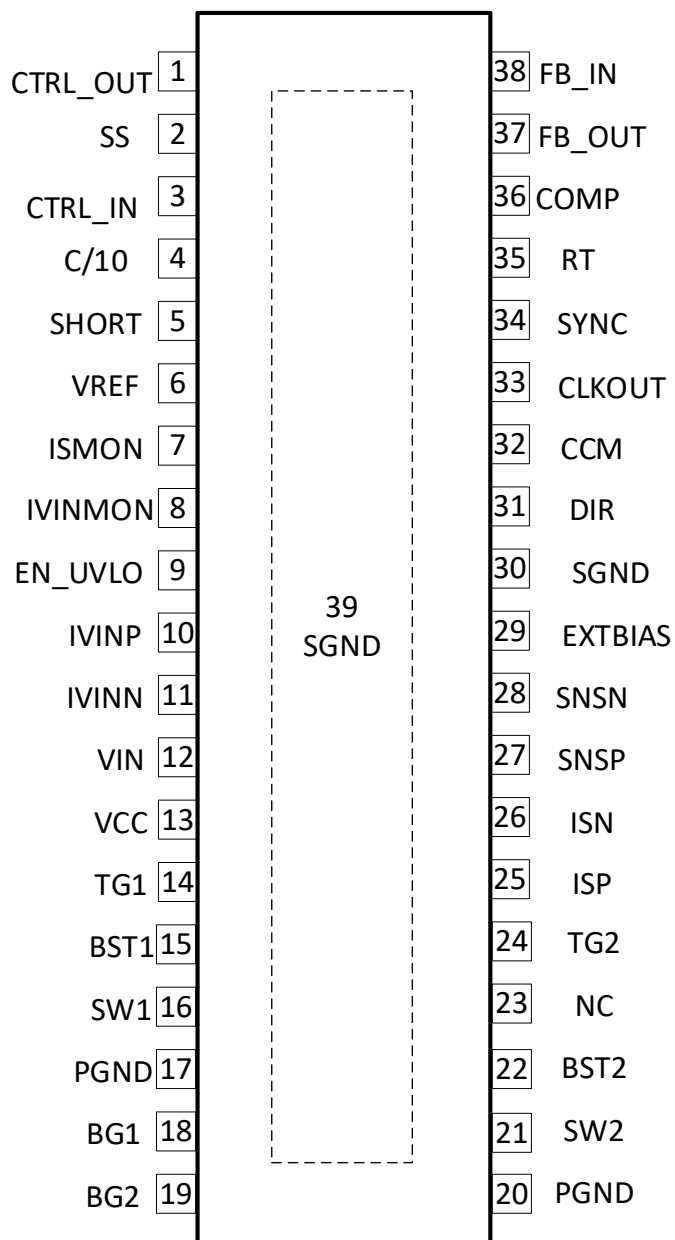 CTRL_OUT 1
SS 2
CTRL_IN 3
C/10 4
SHORT 5
VREF 6
ISMON 7
IVINMON 8
EN_UVLO 9
IVINP 10
IVINN 11
VIN 12
VCC 13
TG1 14
BST1 15
SW1 16
PGND 17
BG1 18
BG2 19
39
SGND
38 FB_IN
37 FB_OUT
36 COMP
35 RT
34 SYNC
33 CLKOUT
32 CCM
31 DIR
30 SGND
29 EXTBIAS
28 SNSN
27 SNSP
26 ISN
25 ISP
24 TG2
23 NC
22 BST2
21 SW2
20 PGND